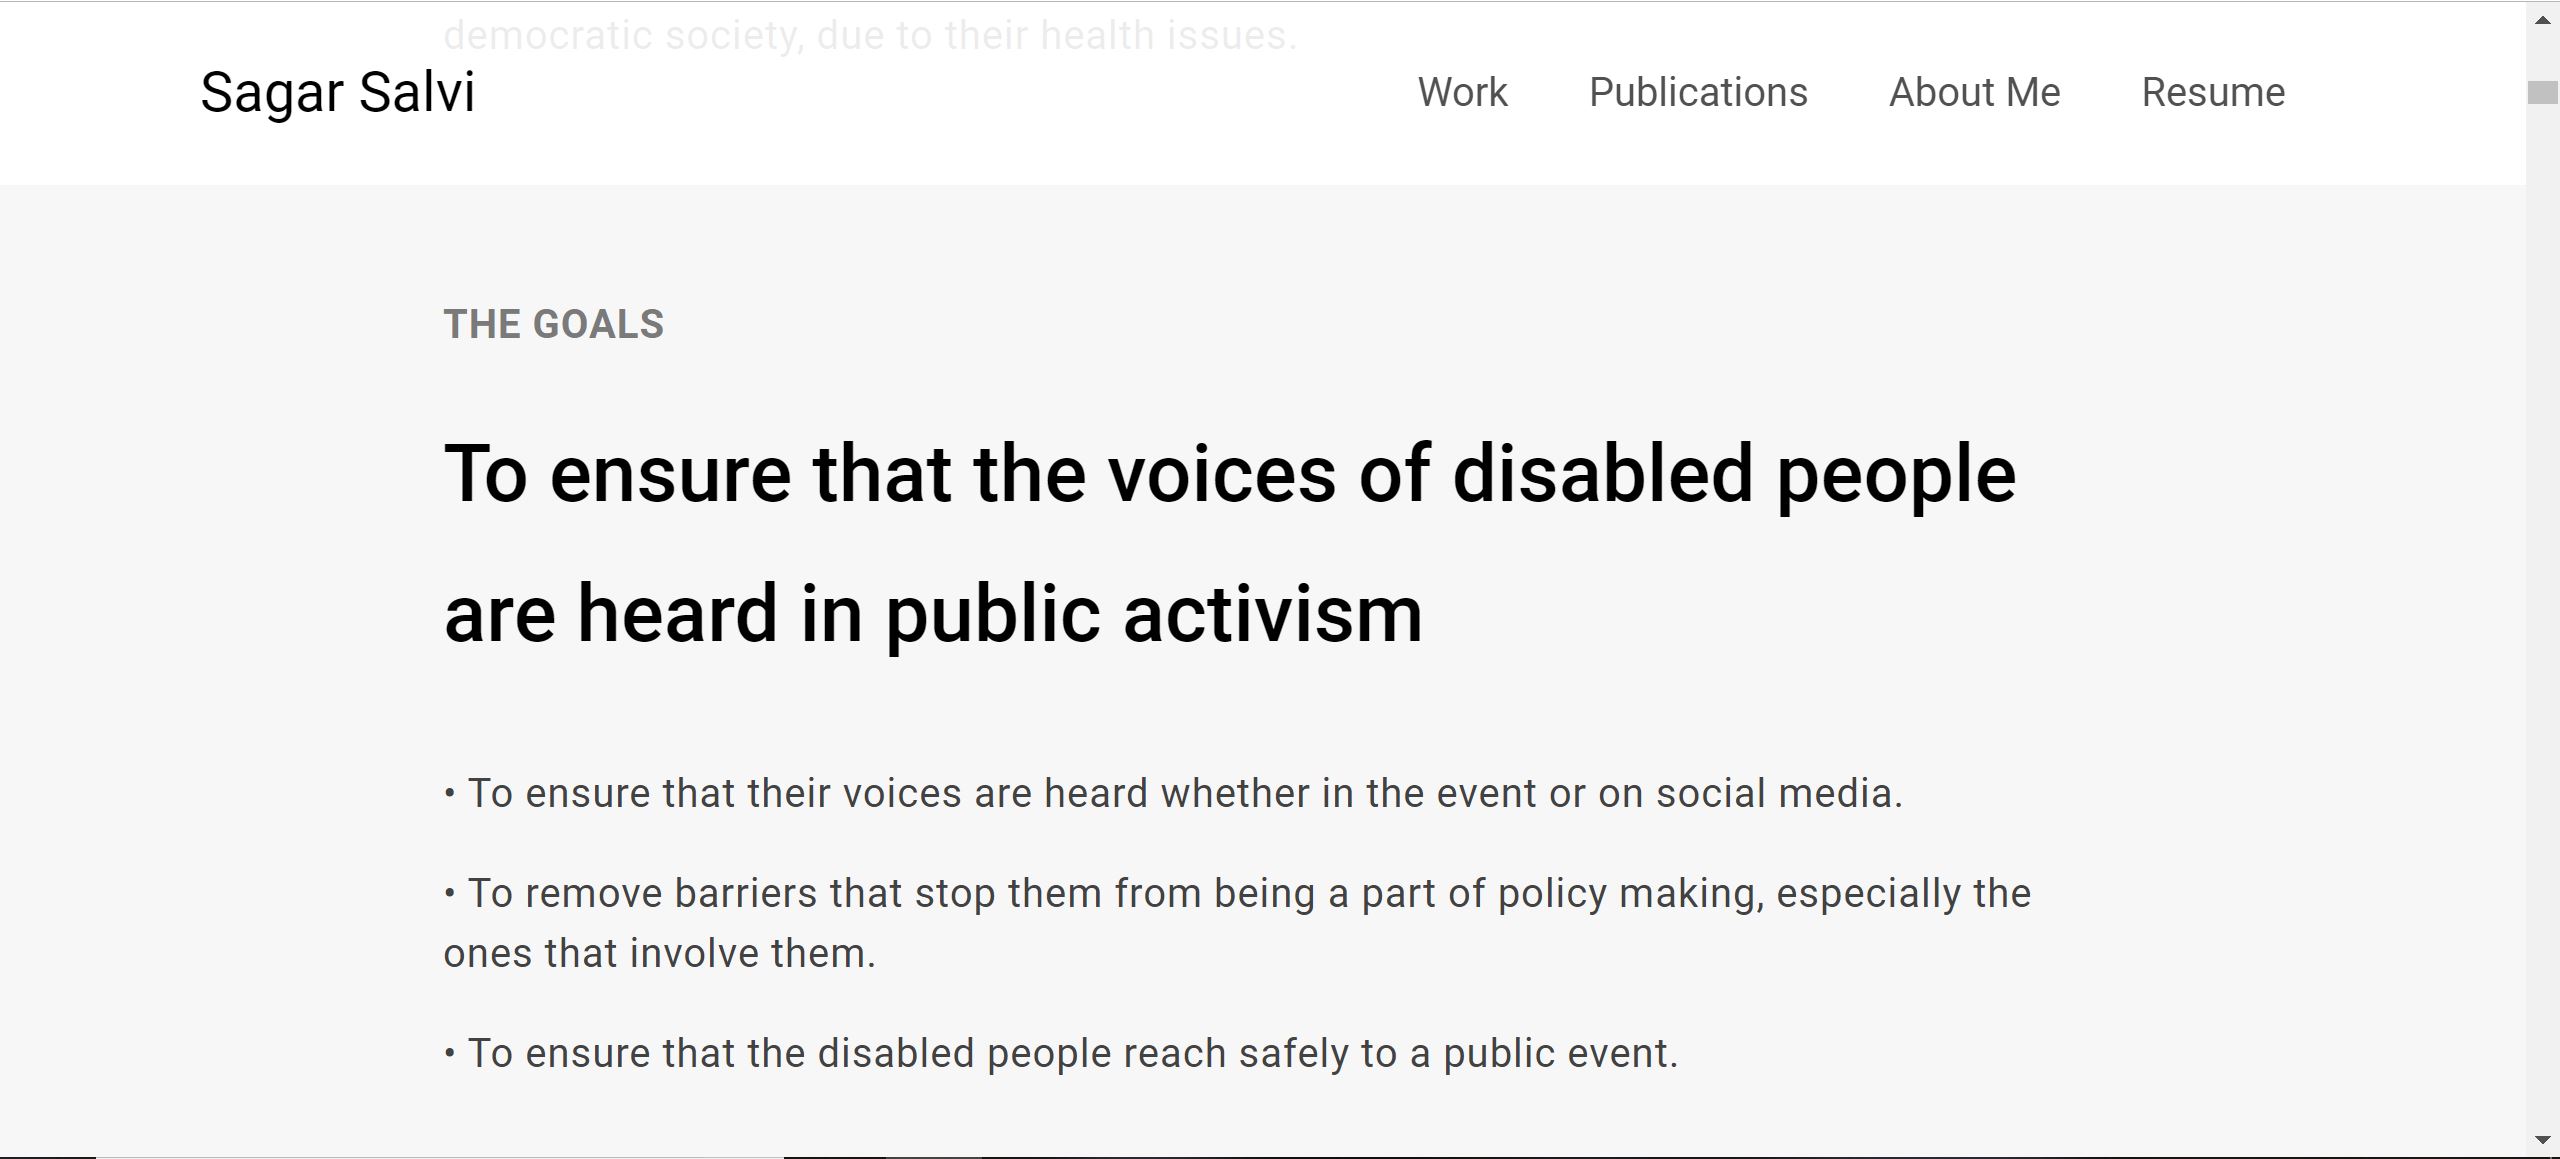 democratic society, due to their health issues.
Sagar Salvi
Work Publications About Me Resume
THE GOALS
To ensure that the voices of disabled people
are heard in public activism
• To ensure that their voices are heard whether in the event or on social media.
• To remove barriers that stop them from being a part of policy making, especially the
ones that involve them.
• To ensure that the disabled people reach safely to a public event.